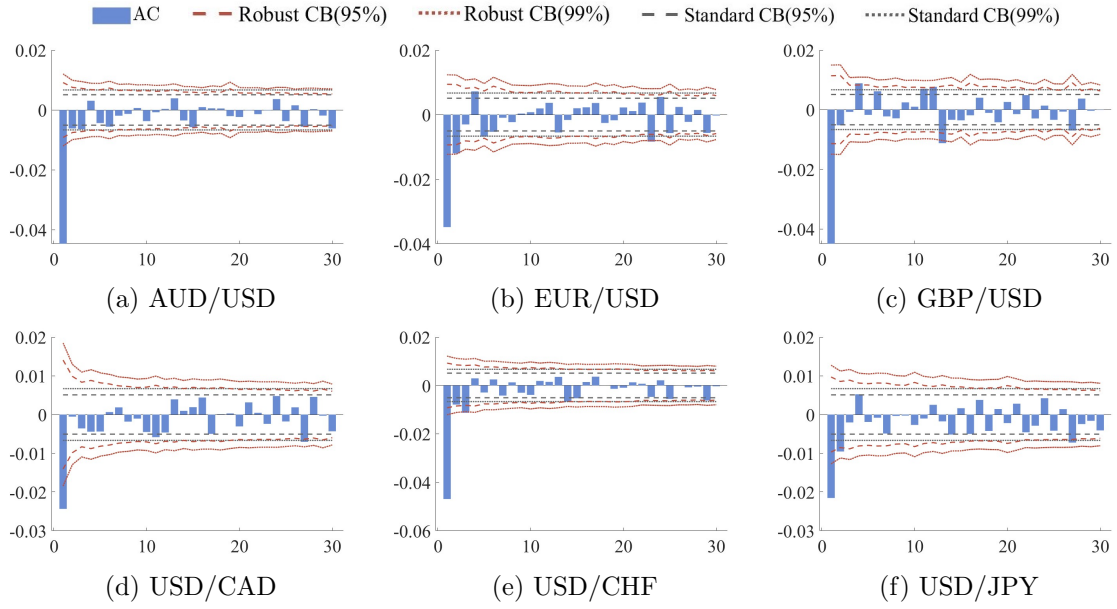 AC Robust CB(95%) Robust CB(99%) Standard CB(95%) Standard CB(99%)
0.02 0.02 0.02
0 0 0
-0.02 -0.02 -0.02
-0.04 -0.04 -0.04
0 10 20 30 0 10 20 30 0 10 20 30
(a) AUD/USD (b) EUR/USD (c) GBP/USD
0.02 0.02 0.02
0.01 0.01
0 0 0
-0.01 -0.02 -0.01
-0.02 -0.04 -0.02
-0.03 -0.06 -0.03
0 10 20 30 0 10 20 30 0 10 20 30
(d) USD/CAD (e) USD/CHF (f) USD/JPY